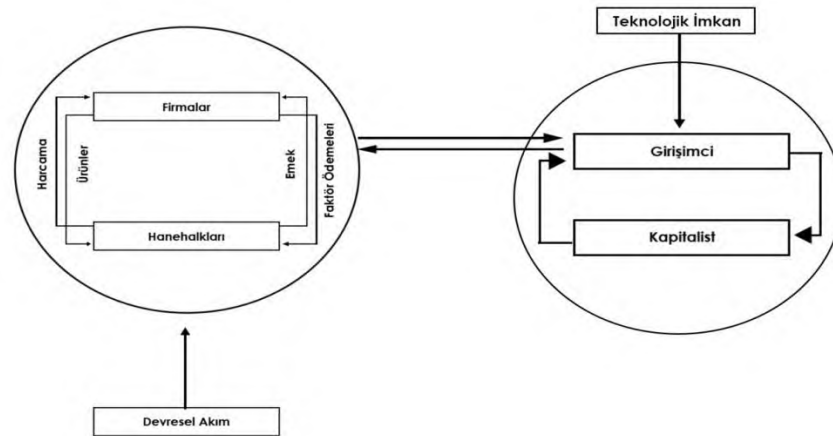 Teknolojik İmkan
Firmalar
Harcama
Ürünler
Emek
Faktör Ödemeleri
Hanehalkları
Girişimci
Kapitalist
Devresel Akım